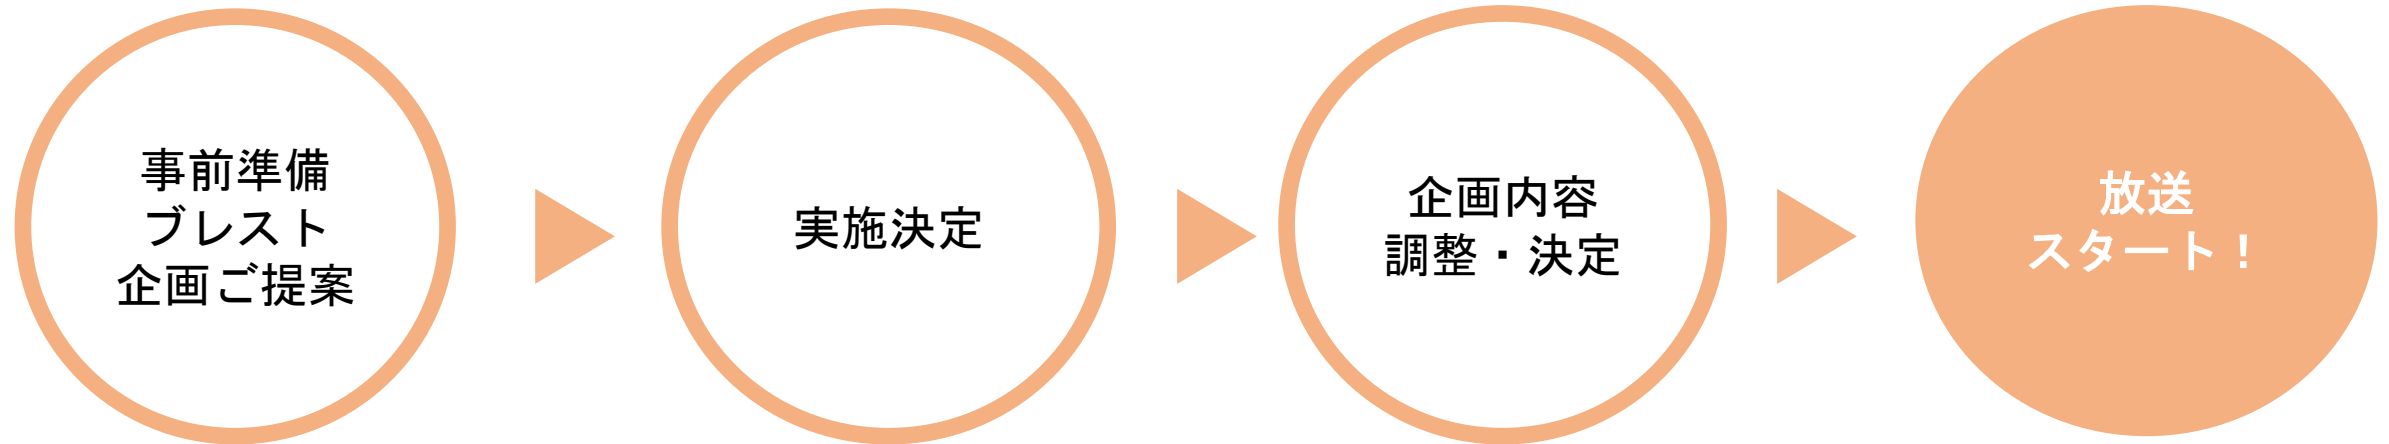 事前準備
ブレスト
企画ご提案
実施決定
企画内容
調整・決定
放送
スタート！